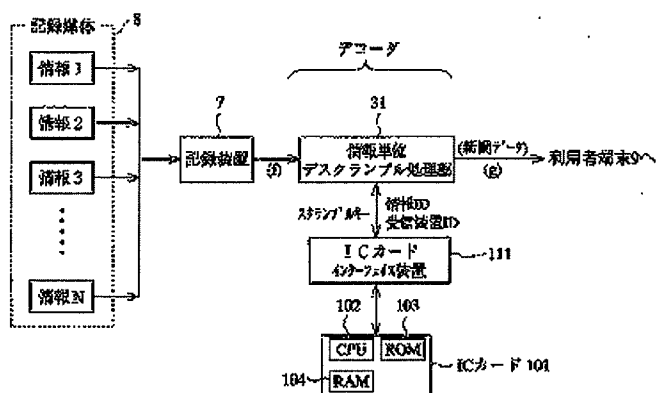 記録媒体
8
情報1
情報2
情報3
情報N
7
記録装置
(f)
デコーダ
31
情報単位
デスクランブル処理部
(新聞データ)
(g)
利用者端末9へ
スクランブルキー
情報ID
受信装置ID
ICカード
インターフェイス装置
111
102
103
CPU
ROM
104
RAM
ICカード 101